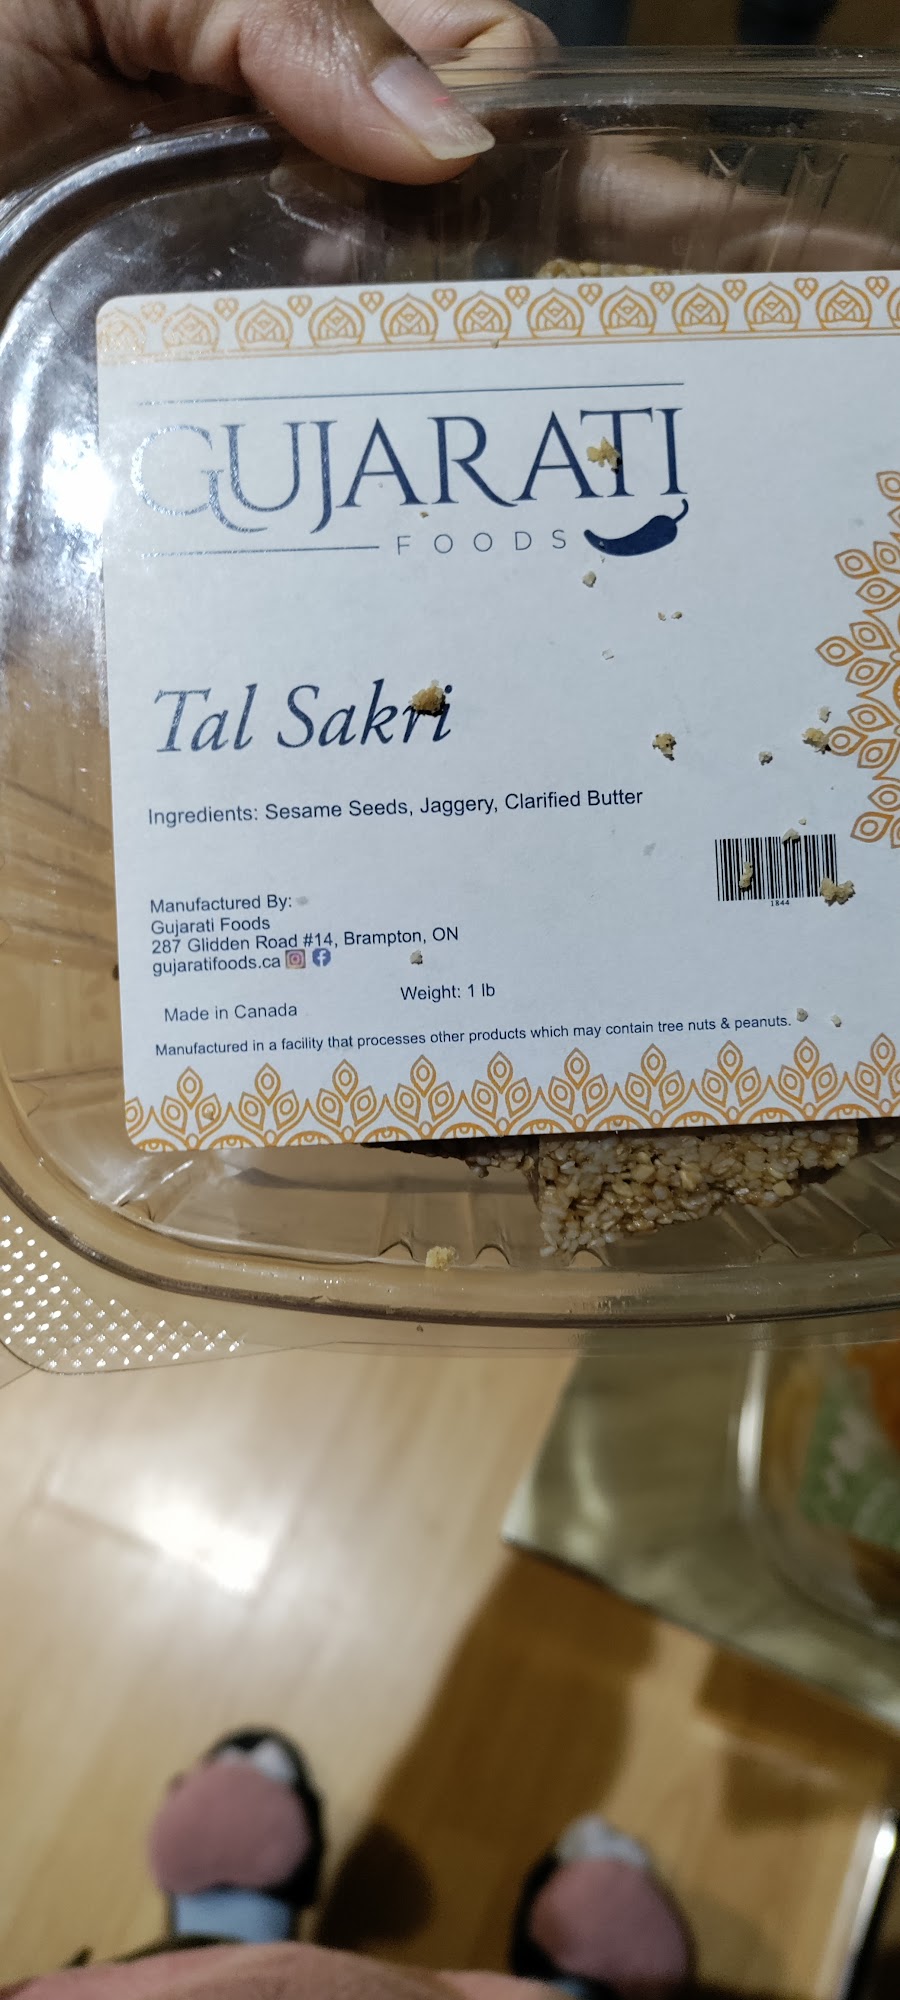 GUJARATI
FOODS
Tal Sakri
Ingredients: Sesame Seeds, Jaggery, Clarified Butter
1844
Manufactured By:
Gujarati Foods
287 Glidden Road #14, Brampton, ON
gujaratifoods.ca
Weight: 1 lb
Made in Canada
Manufactured in a facility that processes other products which may contain tree nuts & peanuts.